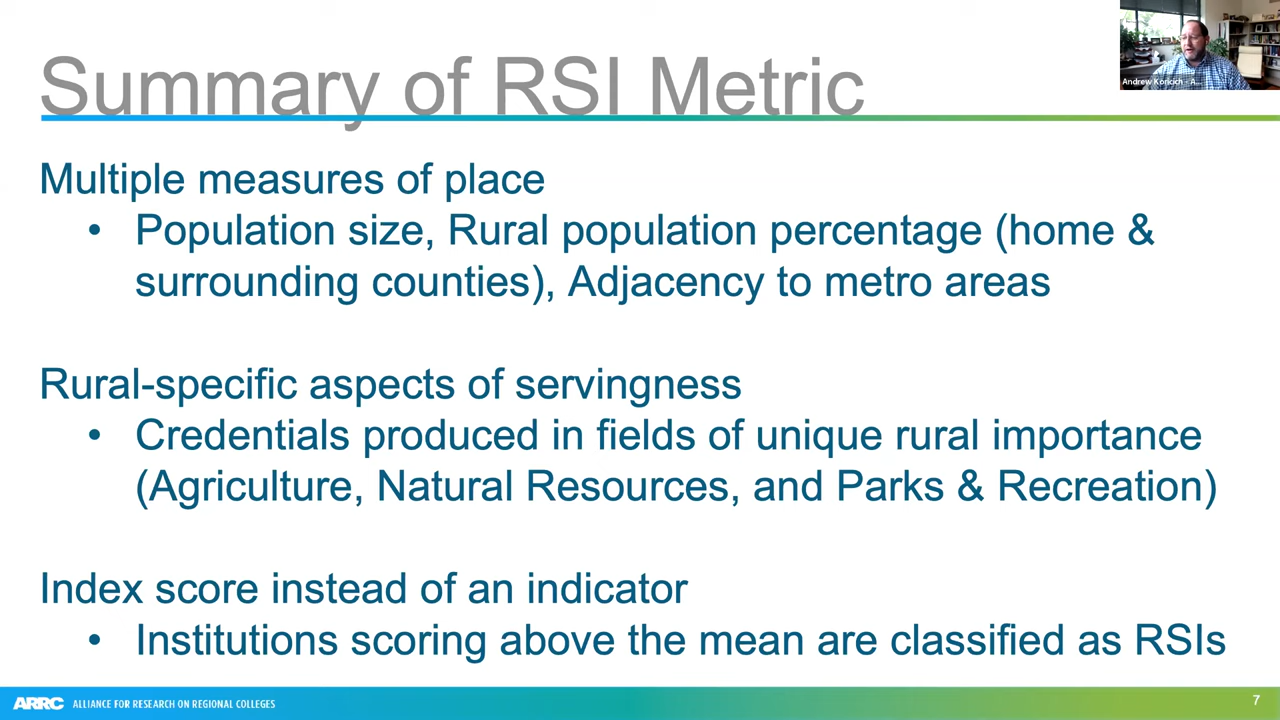 Summary of RSI Metric
Andrew Koricich - A...
Multiple measures of place
• Population size, Rural population percentage (home &
surrounding counties), Adjacency to metro areas
Rural-specific aspects of servingness
• Credentials produced in fields of unique rural importance
(Agriculture, Natural Resources, and Parks & Recreation)
Index score instead of an indicator
• Institutions scoring above the mean are classified as RSIs
ARRC ALLIANCE FOR RESEARCH ON REGIONAL COLLEGES
7